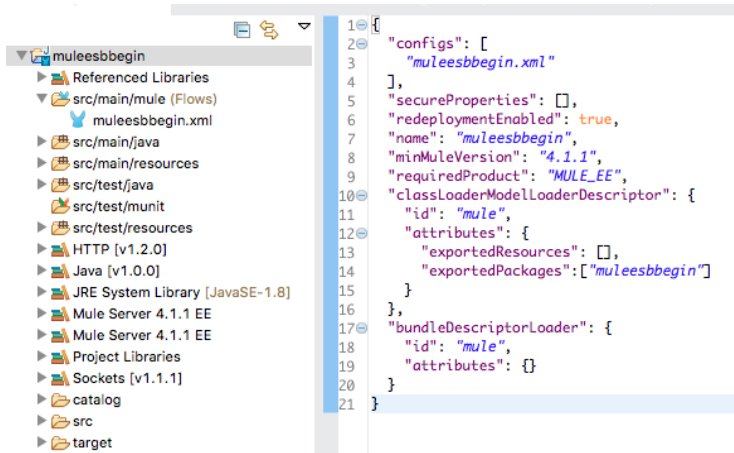 muleesbbegin
Referenced Libraries
src/main/mule (Flows)
muleesbbegin.xml
src/main/java
src/main/resources
src/test/java
src/test/munit
src/test/resources
HTTP [v1.2.0]
Java [v1.0.0]
JRE System Library [JavaSE-1.8]
Mule Server 4.1.1 EE
Mule Server 4.1.1 EE
Project Libraries
Sockets [v1.1.1]
catalog
src
target
1 {
2 "configs": [
3 "muleesbbegin.xml"
4 ],
5 "secureProperties": [],
6 "redeploymentEnabled": true,
7 "name": "muleesbbegin",
8 "minMuleVersion": "4.1.1",
9 "requiredProduct": "MULE_EE",
10 "classLoaderModelLoaderDescriptor": {
11 "id": "mule",
12 "attributes": {
13 "exportedResources": [],
14 "exportedPackages":["muleesbbegin"]
15 }
16 },
17 "bundleDescriptorLoader": {
18 "id": "mule",
19 "attributes": {}
20 }
21 }